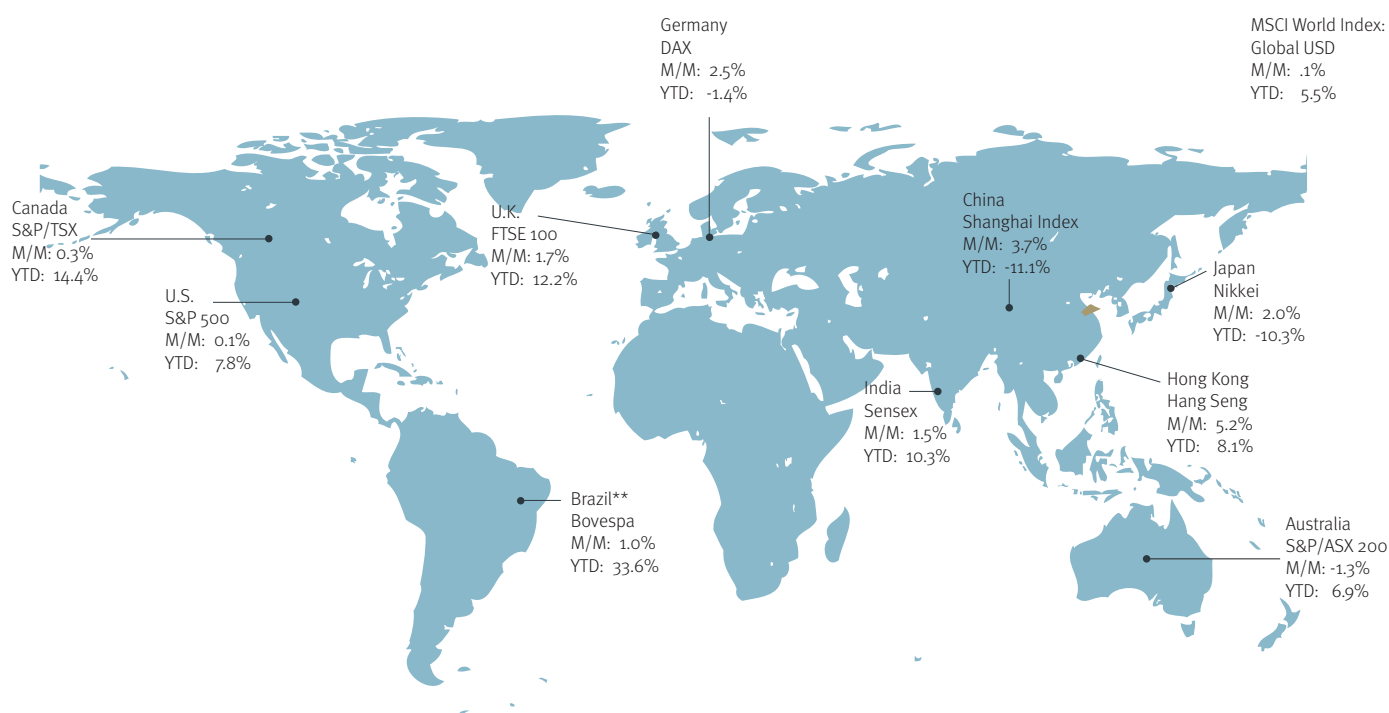 Germany
DAX
M/M: 2.5%
YTD: -1.4%
MSCI World Index:
Global USD
M/M: .1%
YTD: 5.5%
Canada
S&P/TSX
M/M: 0.3%
YTD: 14.4%
U.K.
FTSE 100
M/M: 1.7%
YTD: 12.2%
China
Shanghai Index
M/M: 3.7%
YTD: -11.1%
Japan
Nikkei
M/M: 2.0%
YTD: -10.3%
U.S.
S&P 500
M/M: 0.1%
YTD: 7.8%
Hong Kong
Hang Seng
M/M: 5.2%
YTD: 8.1%
India
Sensex
M/M: 1.5%
YTD: 10.3%
Brazil**
Bovespa
M/M: 1.0%
YTD: 33.6%
Australia
S&P/ASX 200
M/M: -1.3%
YTD: 6.9%